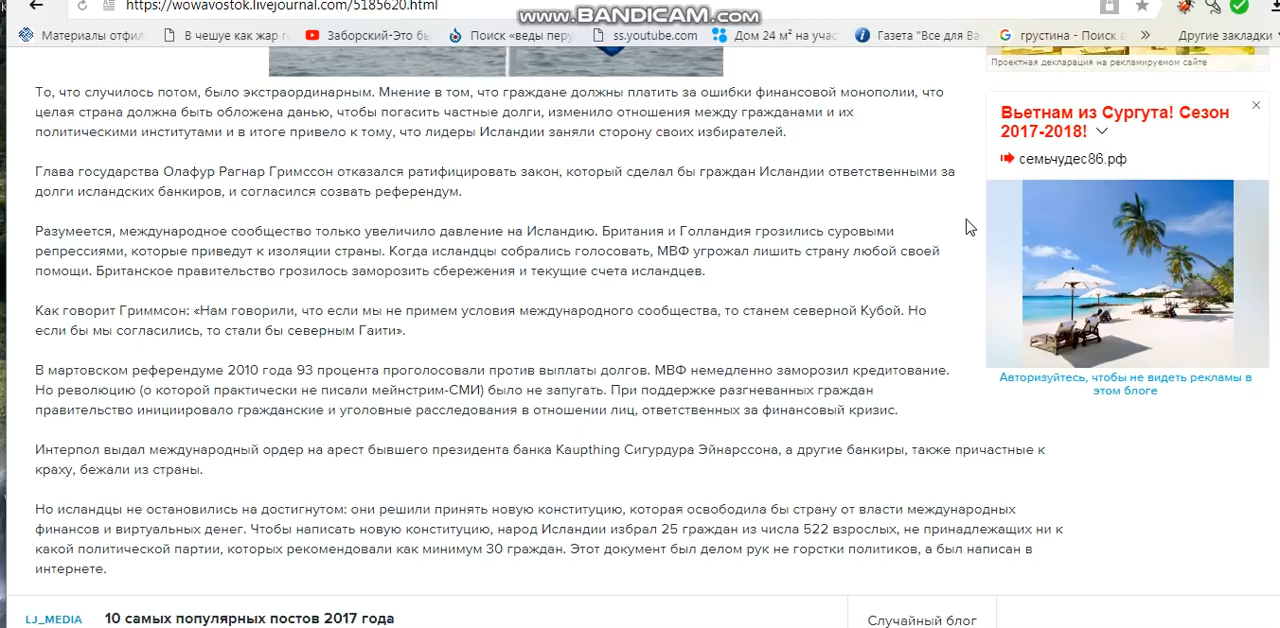 https://wowavostok.livejournal.com/5185620.html
www.BANDICAM.com
Материалы отфил
В чешуе как жар г
Заборский-Это бы
Поиск «веды перу
ss.youtube.com
Дом 24 м² на учас
Газета "Все для Ва
грустина - Поиск в
Другие закладки
Проектная декларация на рекламируемом сайте
То, что случилось потом, было экстраординарным. Мнение в том, что граждане должны платить за ошибки финансовой монополии, что
целая страна должна быть обложена данью, чтобы погасить частные долги, изменило отношения между гражданами и их
политическими институтами и в итоге привело к тому, что лидеры Исландии заняли сторону своих избирателей.
Глава государства Олафур Рагнар Гримссон отказался ратифицировать закон, который сделал бы граждан Исландии ответственными за
долги исландских банкиров, и согласился созвать референдум.
Разумеется, международное сообщество только увеличило давление на Исландию. Британия и Голландия грозились суровыми
репрессиями, которые приведут к изоляции страны. Когда исландцы собрались голосовать, МВФ угрожал лишить страну любой своей
помощи. Британское правительство грозилось заморозить сбережения и текущие счета исландцев.
Как говорит Гриммсон: «Нам говорили, что если мы не примем условия международного сообщества, то станем северной Кубой. Но
если бы мы согласились, то стали бы северным Гаити».
В мартовском референдуме 2010 года 93 процента проголосовали против выплаты долгов. МВФ немедленно заморозил кредитование.
Но революцию (о которой практически не писали мейнстрим-СМИ) было не запугать. При поддержке разгневанных граждан
правительство инициировало гражданские и уголовные расследования в отношении лиц, ответственных за финансовый кризис.
Интерпол выдал международный ордер на арест бывшего президента банка Kaupthing Сигурдура Эйнарссона, а другие банкиры, также причастные к
краху, бежали из страны.
Но исландцы не остановились на достигнутом: они решили принять новую конституцию, которая освободила бы страну от власти международных
финансов и виртуальных денег. Чтобы написать новую конституцию, народ Исландии избрал 25 граждан из числа 522 взрослых, не принадлежащих ни к
какой политической партии, которых рекомендовали как минимум 30 граждан. Этот документ был делом рук не горстки политиков, а был написан в
интернете.
Вьетнам из Сургута! Сезон
2017-2018!
семьчудес86.рф
Авторизуйтесь, чтобы не видеть рекламы в
этом блоге
LJ_MEDIA
10 самых популярных постов 2017 года
Случайный блог